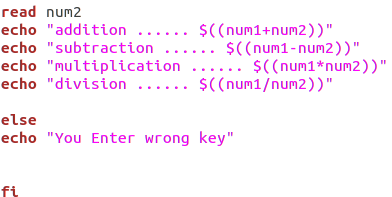 read num2
echo "addition ...... $((num1+num2))"
echo "subtraction ...... $((num1-num2))"
echo "multiplication ...... $((num1*num2))"
echo "division ...... $((num1/num2))"
else
echo "You Enter wrong key"
fi